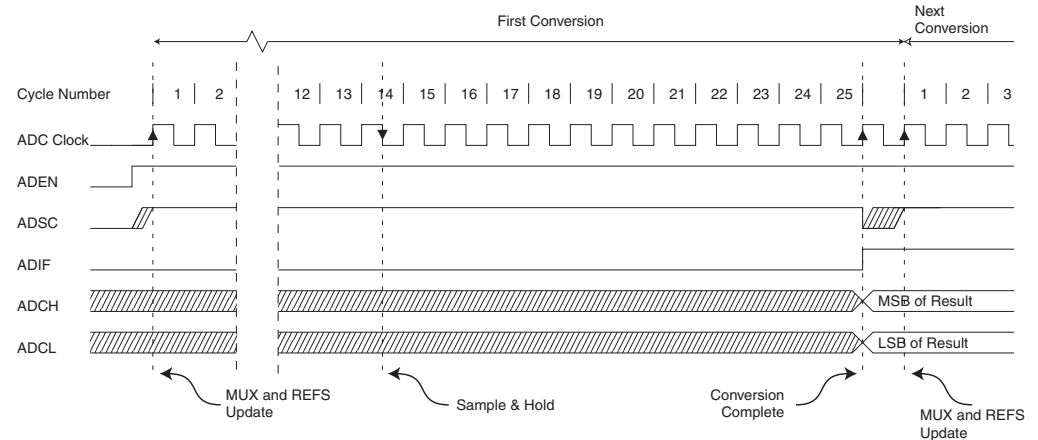 First Conversion
Next
Conversion
Cycle Number 1 2 12 13 14 15 16 17 18 19 20 21 22 23 24 25 1 2 3
ADC Clock
ADEN
ADSC
ADIF
ADCH MSB of Result
ADCL LSB of Result
MUX and REFS
Update
Sample & Hold
Conversion
Complete
MUX and REFS
Update